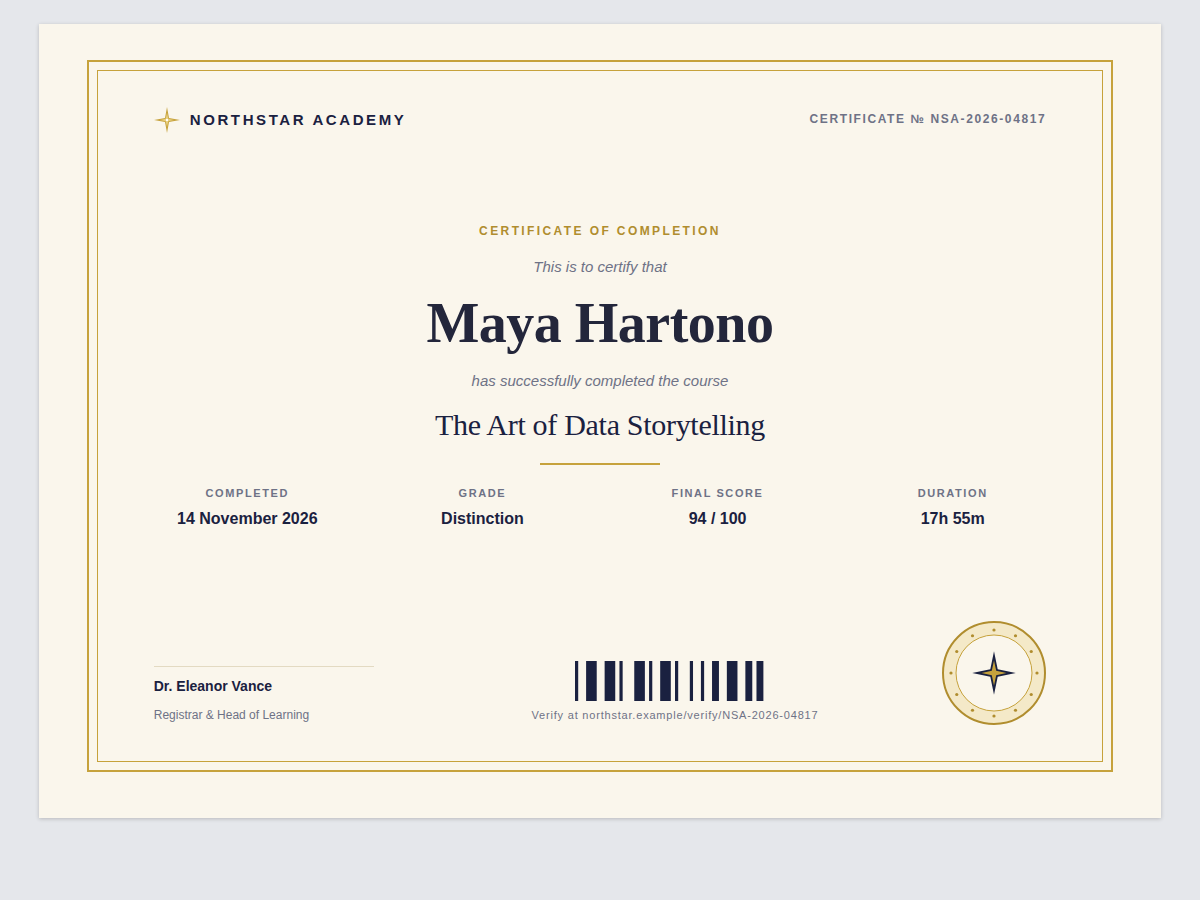 NORTHSTAR ACADEMY
CERTIFICATE № NSA-2026-04817
CERTIFICATE OF COMPLETION
This is to certify that
Maya Hartono
has successfully completed the course
The Art of Data Storytelling
COMPLETED
14 November 2026
GRADE
Distinction
FINAL SCORE
94 / 100
DURATION
17h 55m
Dr. Eleanor Vance
Registrar & Head of Learning
Verify at northstar.example/verify/NSA-2026-04817